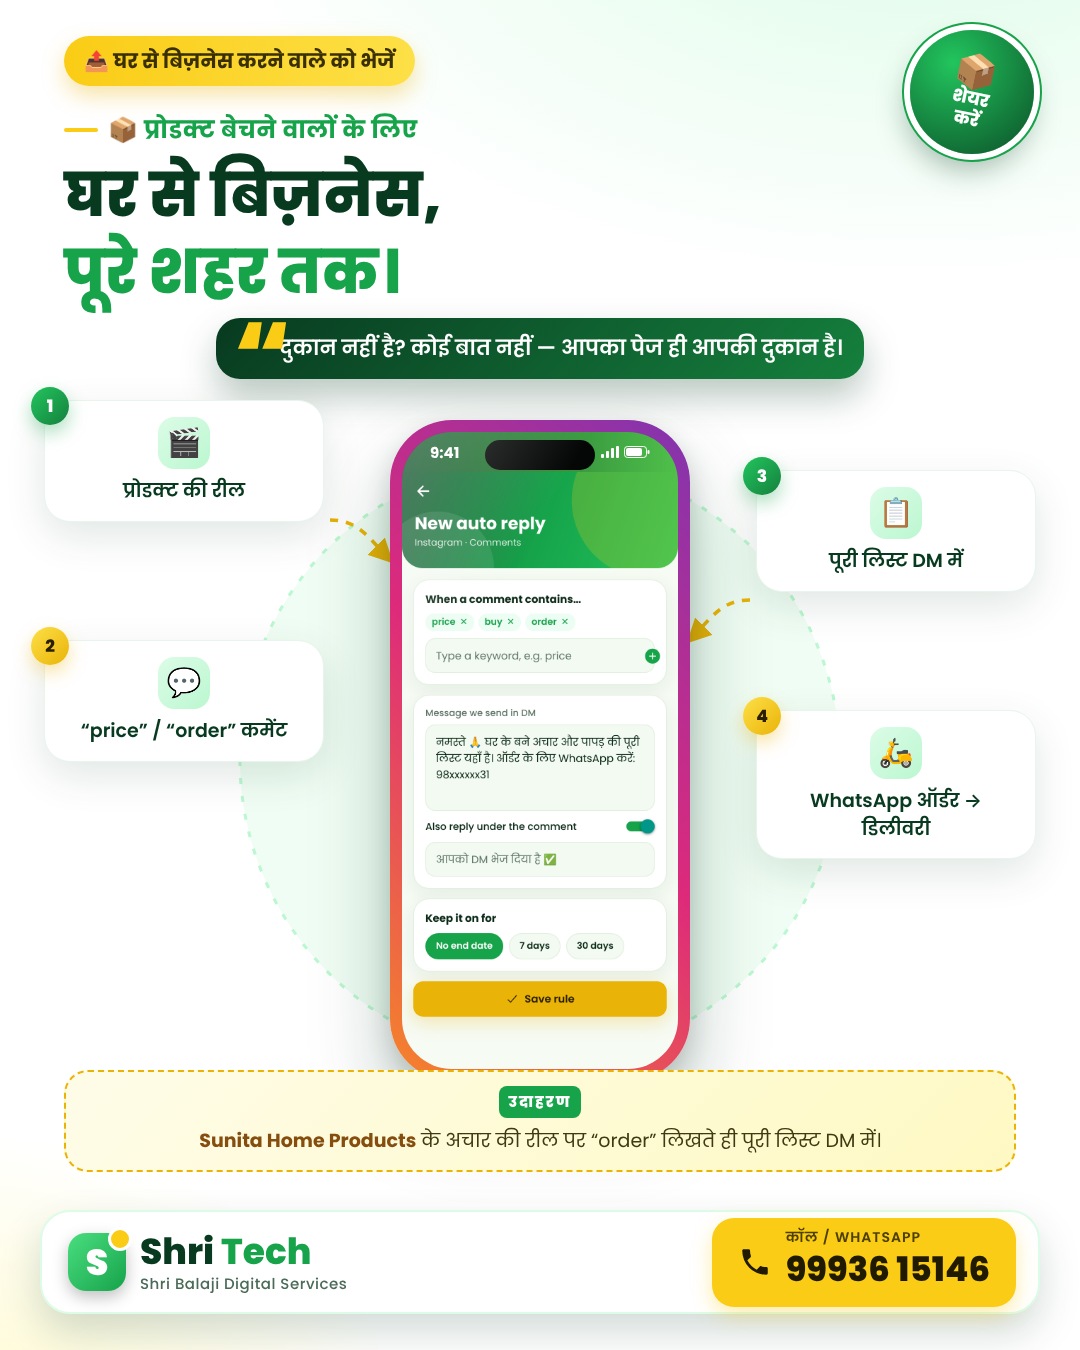 📤 घर से बिज़नेस करने वाले को भेजें
📦 शेयर
करें
📦 प्रोडक्ट बेचने वालों के लिए
घर से बिज़नेस,
पूरे शहर तक।
“दुकान नहीं है? कोई बात नहीं — आपका पेज ही आपकी दुकान है।
1
प्रोडक्ट की रील
2
“price” / “order” कमेंट
3
पूरी लिस्ट DM में
4
WhatsApp ऑर्डर →
डिलीवरी
9:41
New auto reply
Instagram · Comments
When a comment contains...
price × buy × order ×
Type a keyword, e.g. price
Message we send in DM
नमस्ते 🙏 घर के बने अचार और पापड़ की पूरी
लिस्ट यहाँ है। ऑर्डर के लिए WhatsApp करें:
98xxxxxx31
Also reply under the comment
आपको DM भेज दिया है ✅
Keep it on for
No end date 7 days 30 days
✓ Save rule
उदाहरण
Sunita Home Products के अचार की रील पर “order” लिखते ही पूरी लिस्ट DM में।
S
Shri Tech
Shri Balaji Digital Services
कॉल / WHATSAPP
99936 15146